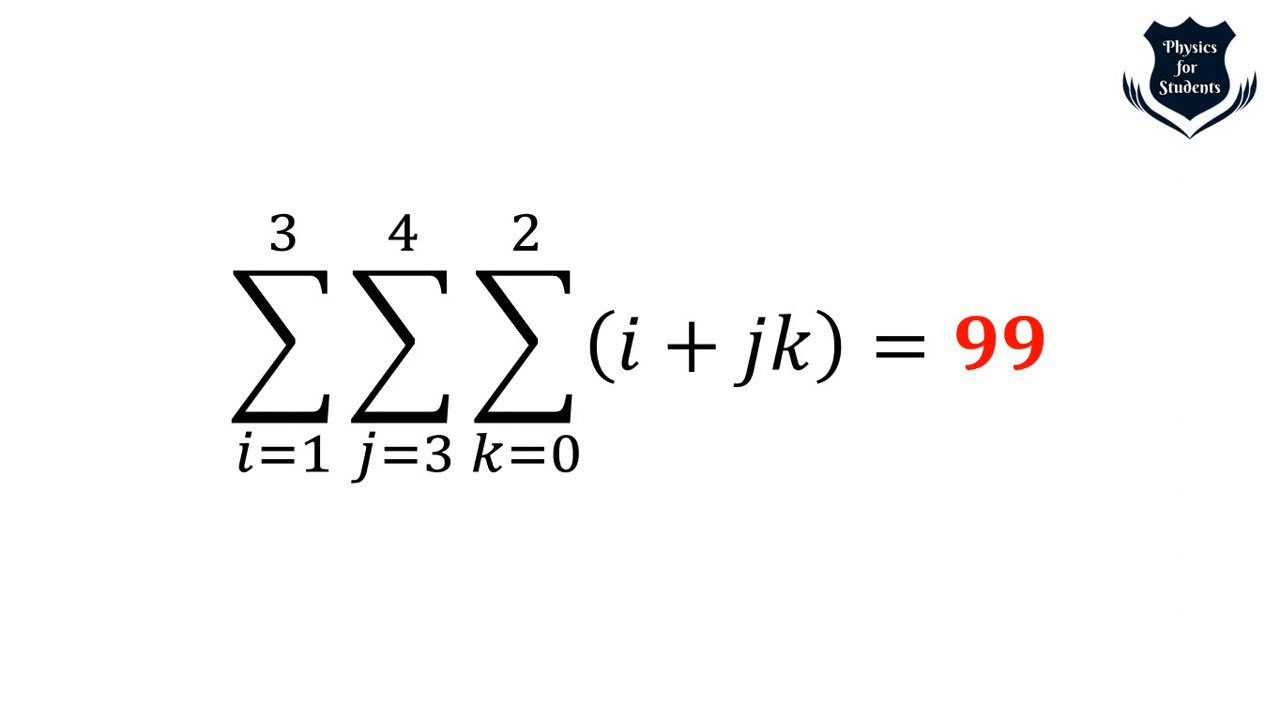 Physics
for
Students
3 4 2
∑ ∑ ∑ (i + jk) = 99
i=1 j=3 k=0